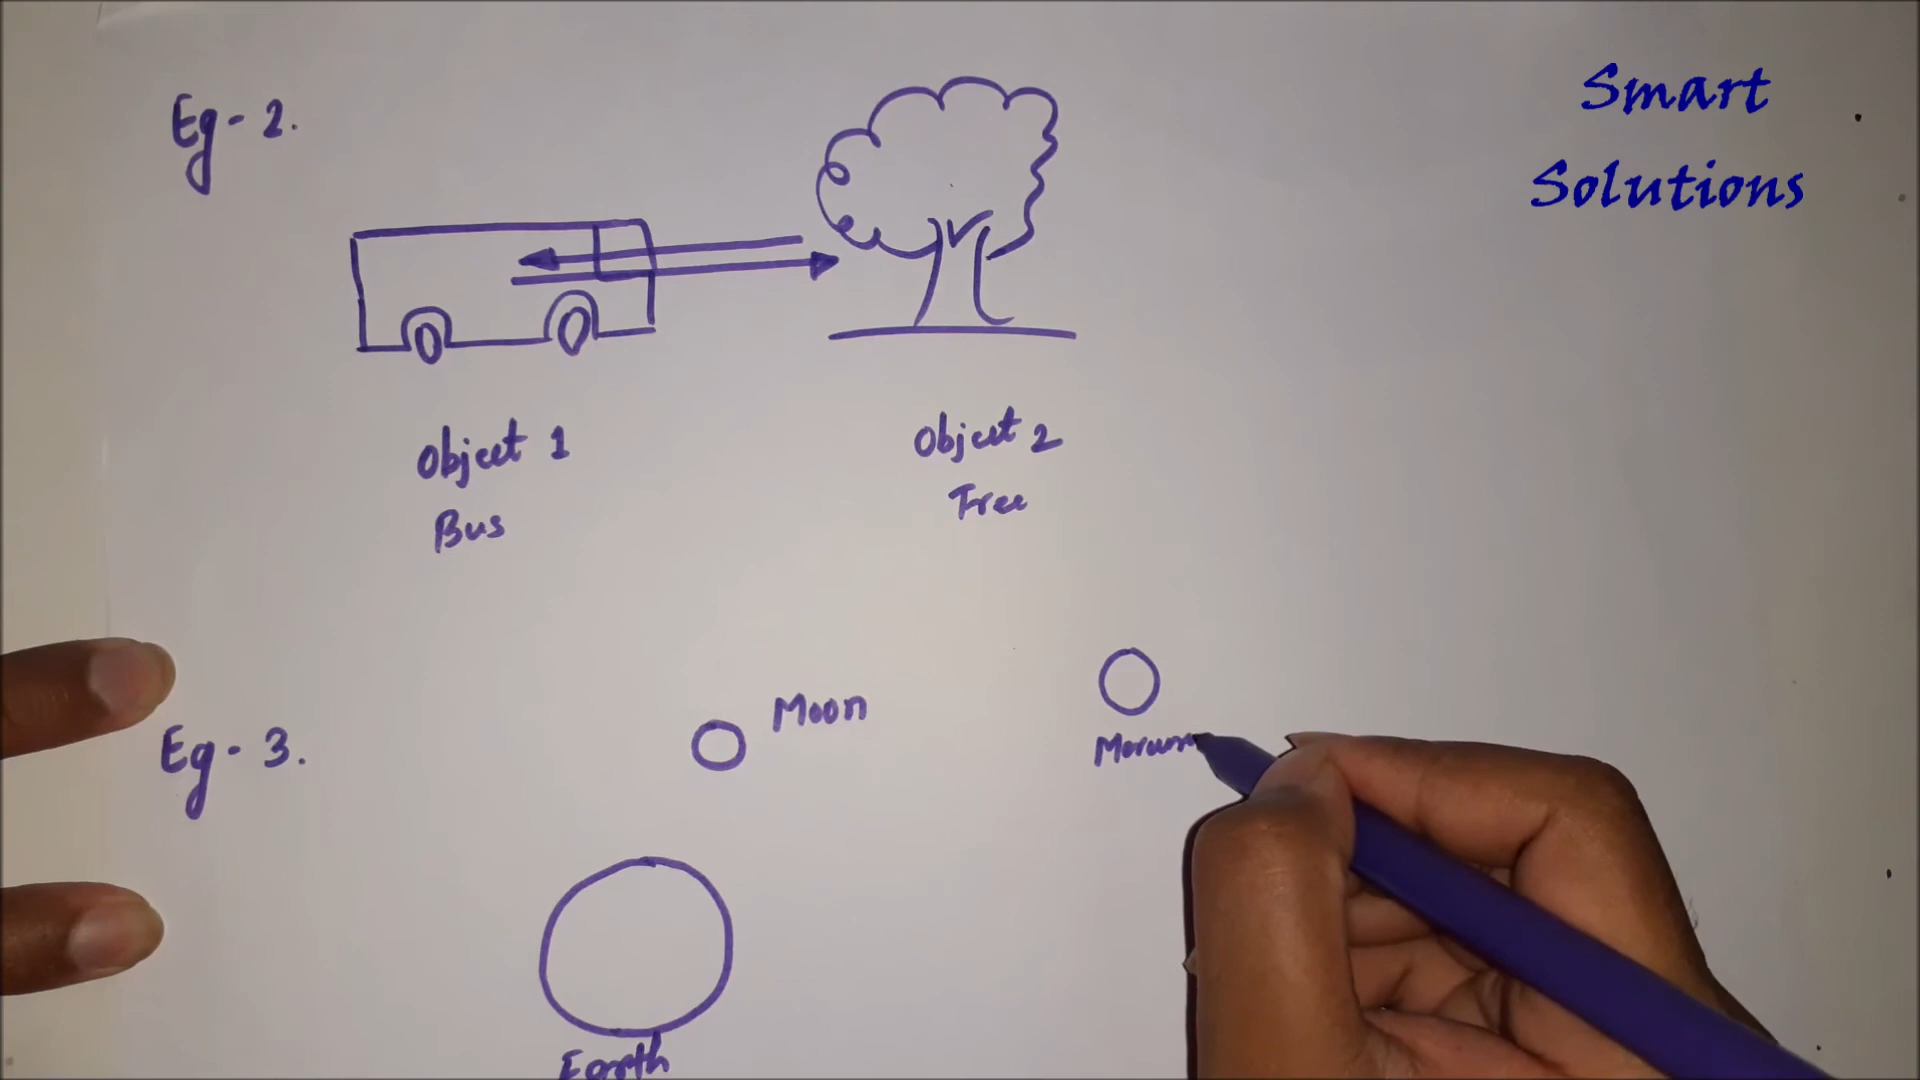 Smart
Solutions
Eg - 2.
Object 1
Bus
Object 2
Tree
Eg - 3.
Moon
Earth